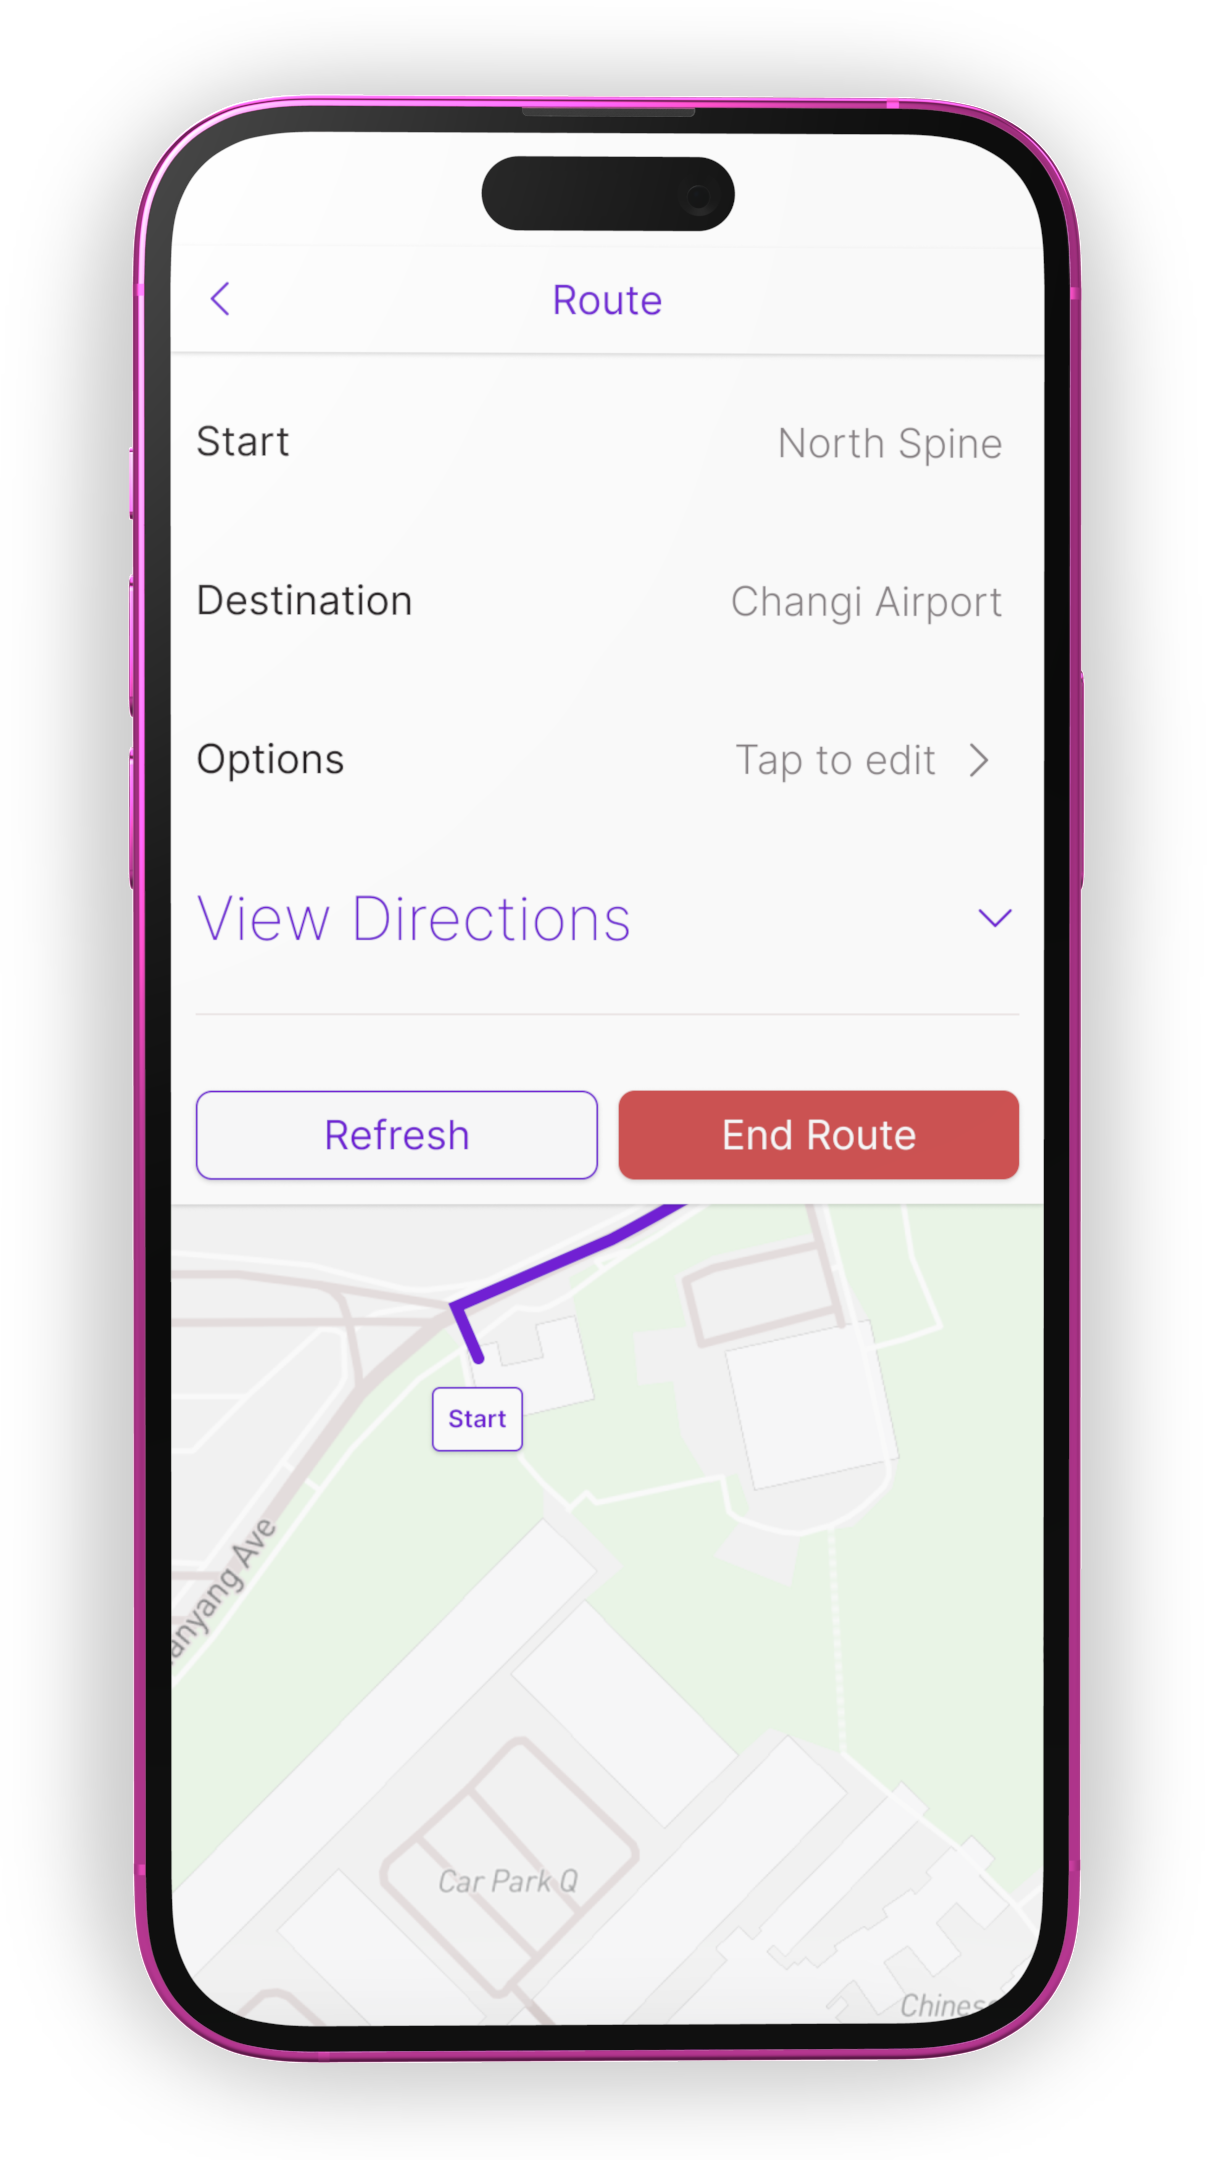 Route
Start North Spine
Destination Changi Airport
Options Tap to edit
View Directions
Refresh End Route
Start
anyang Ave
Car Park Q
Chines